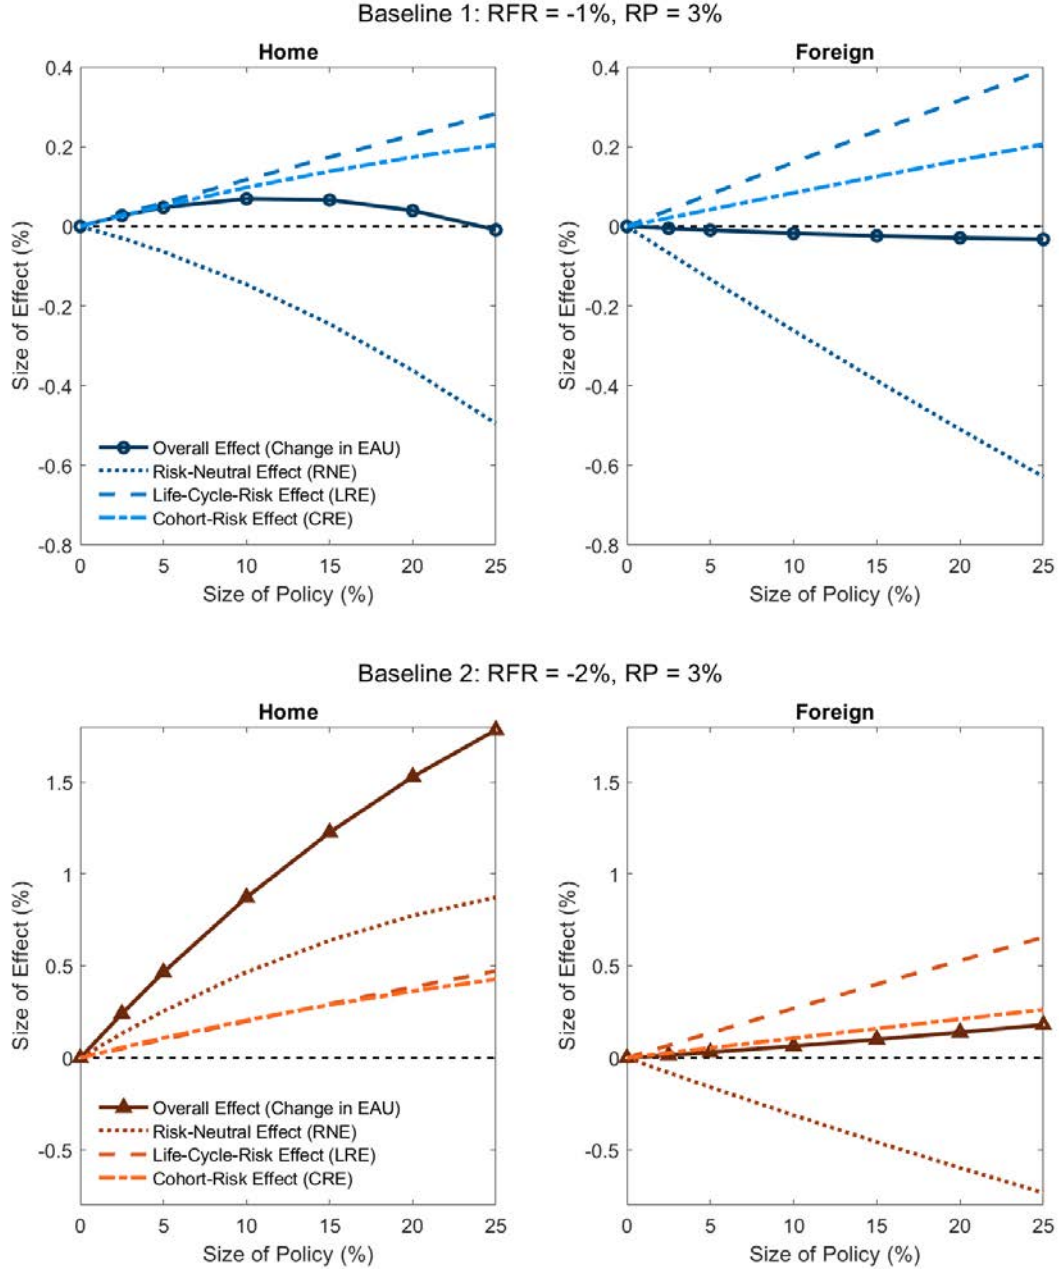 Baseline 1: RFR = -1%, RP = 3%
Home
Foreign
0.4
0.2
0
-0.2
-0.4
-0.6
-0.8
Size of Effect (%)
Overall Effect (Change in EAU)
Risk-Neutral Effect (RNE)
Life-Cycle-Risk Effect (LRE)
Cohort-Risk Effect (CRE)
0 5 10 15 20 25
Size of Policy (%)
0.4
0.2
0
-0.2
-0.4
-0.6
-0.8
Size of Effect (%)
0 5 10 15 20 25
Size of Policy (%)
Baseline 2: RFR = -2%, RP = 3%
Home
Foreign
1.5
1
0.5
0
-0.5
Size of Effect (%)
Overall Effect (Change in EAU)
Risk-Neutral Effect (RNE)
Life-Cycle-Risk Effect (LRE)
Cohort-Risk Effect (CRE)
0 5 10 15 20 25
Size of Policy (%)
1.5
1
0.5
0
-0.5
Size of Effect (%)
0 5 10 15 20 25
Size of Policy (%)